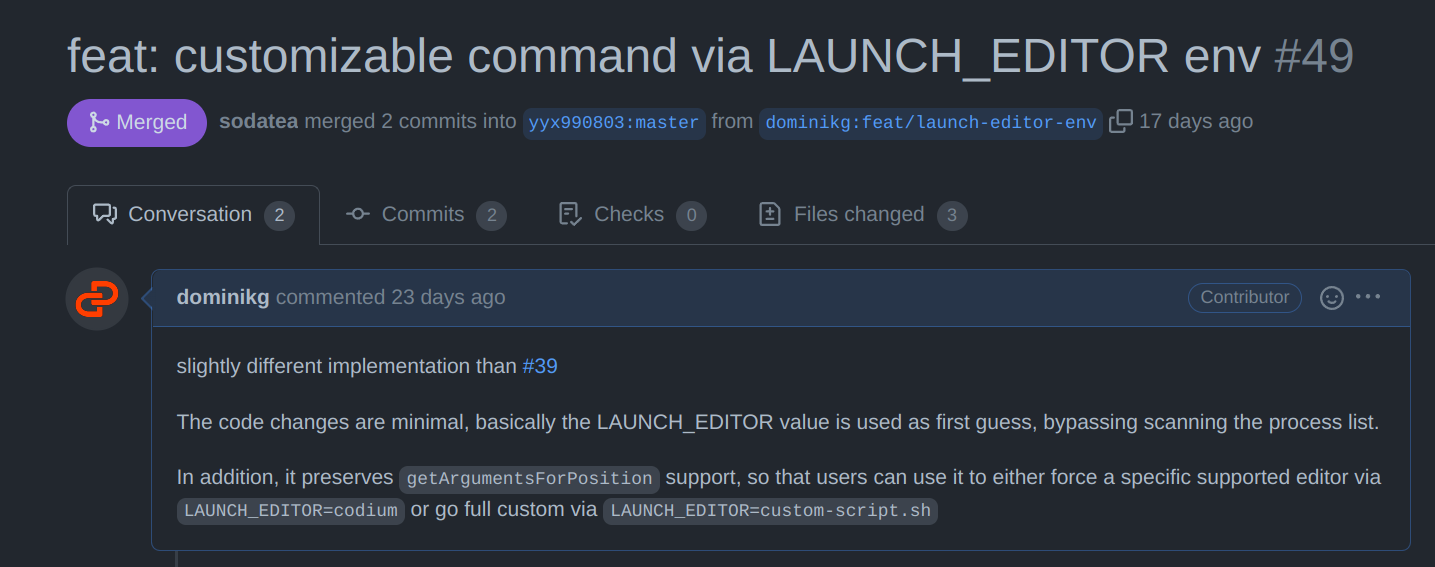 feat: customizable command via LAUNCH_EDITOR env #49
Merged sodatea merged 2 commits into yyx990803:master from dominikg:feat/launch-editor-env 17 days ago
Conversation 2 Commits 2 Checks 0 Files changed 3
dominikg commented 23 days ago Contributor
slightly different implementation than #39
The code changes are minimal, basically the LAUNCH_EDITOR value is used as first guess, bypassing scanning the process list.
In addition, it preserves getArgumentsForPosition support, so that users can use it to either force a specific supported editor via
LAUNCH_EDITOR=codium or go full custom via LAUNCH_EDITOR=custom-script.sh